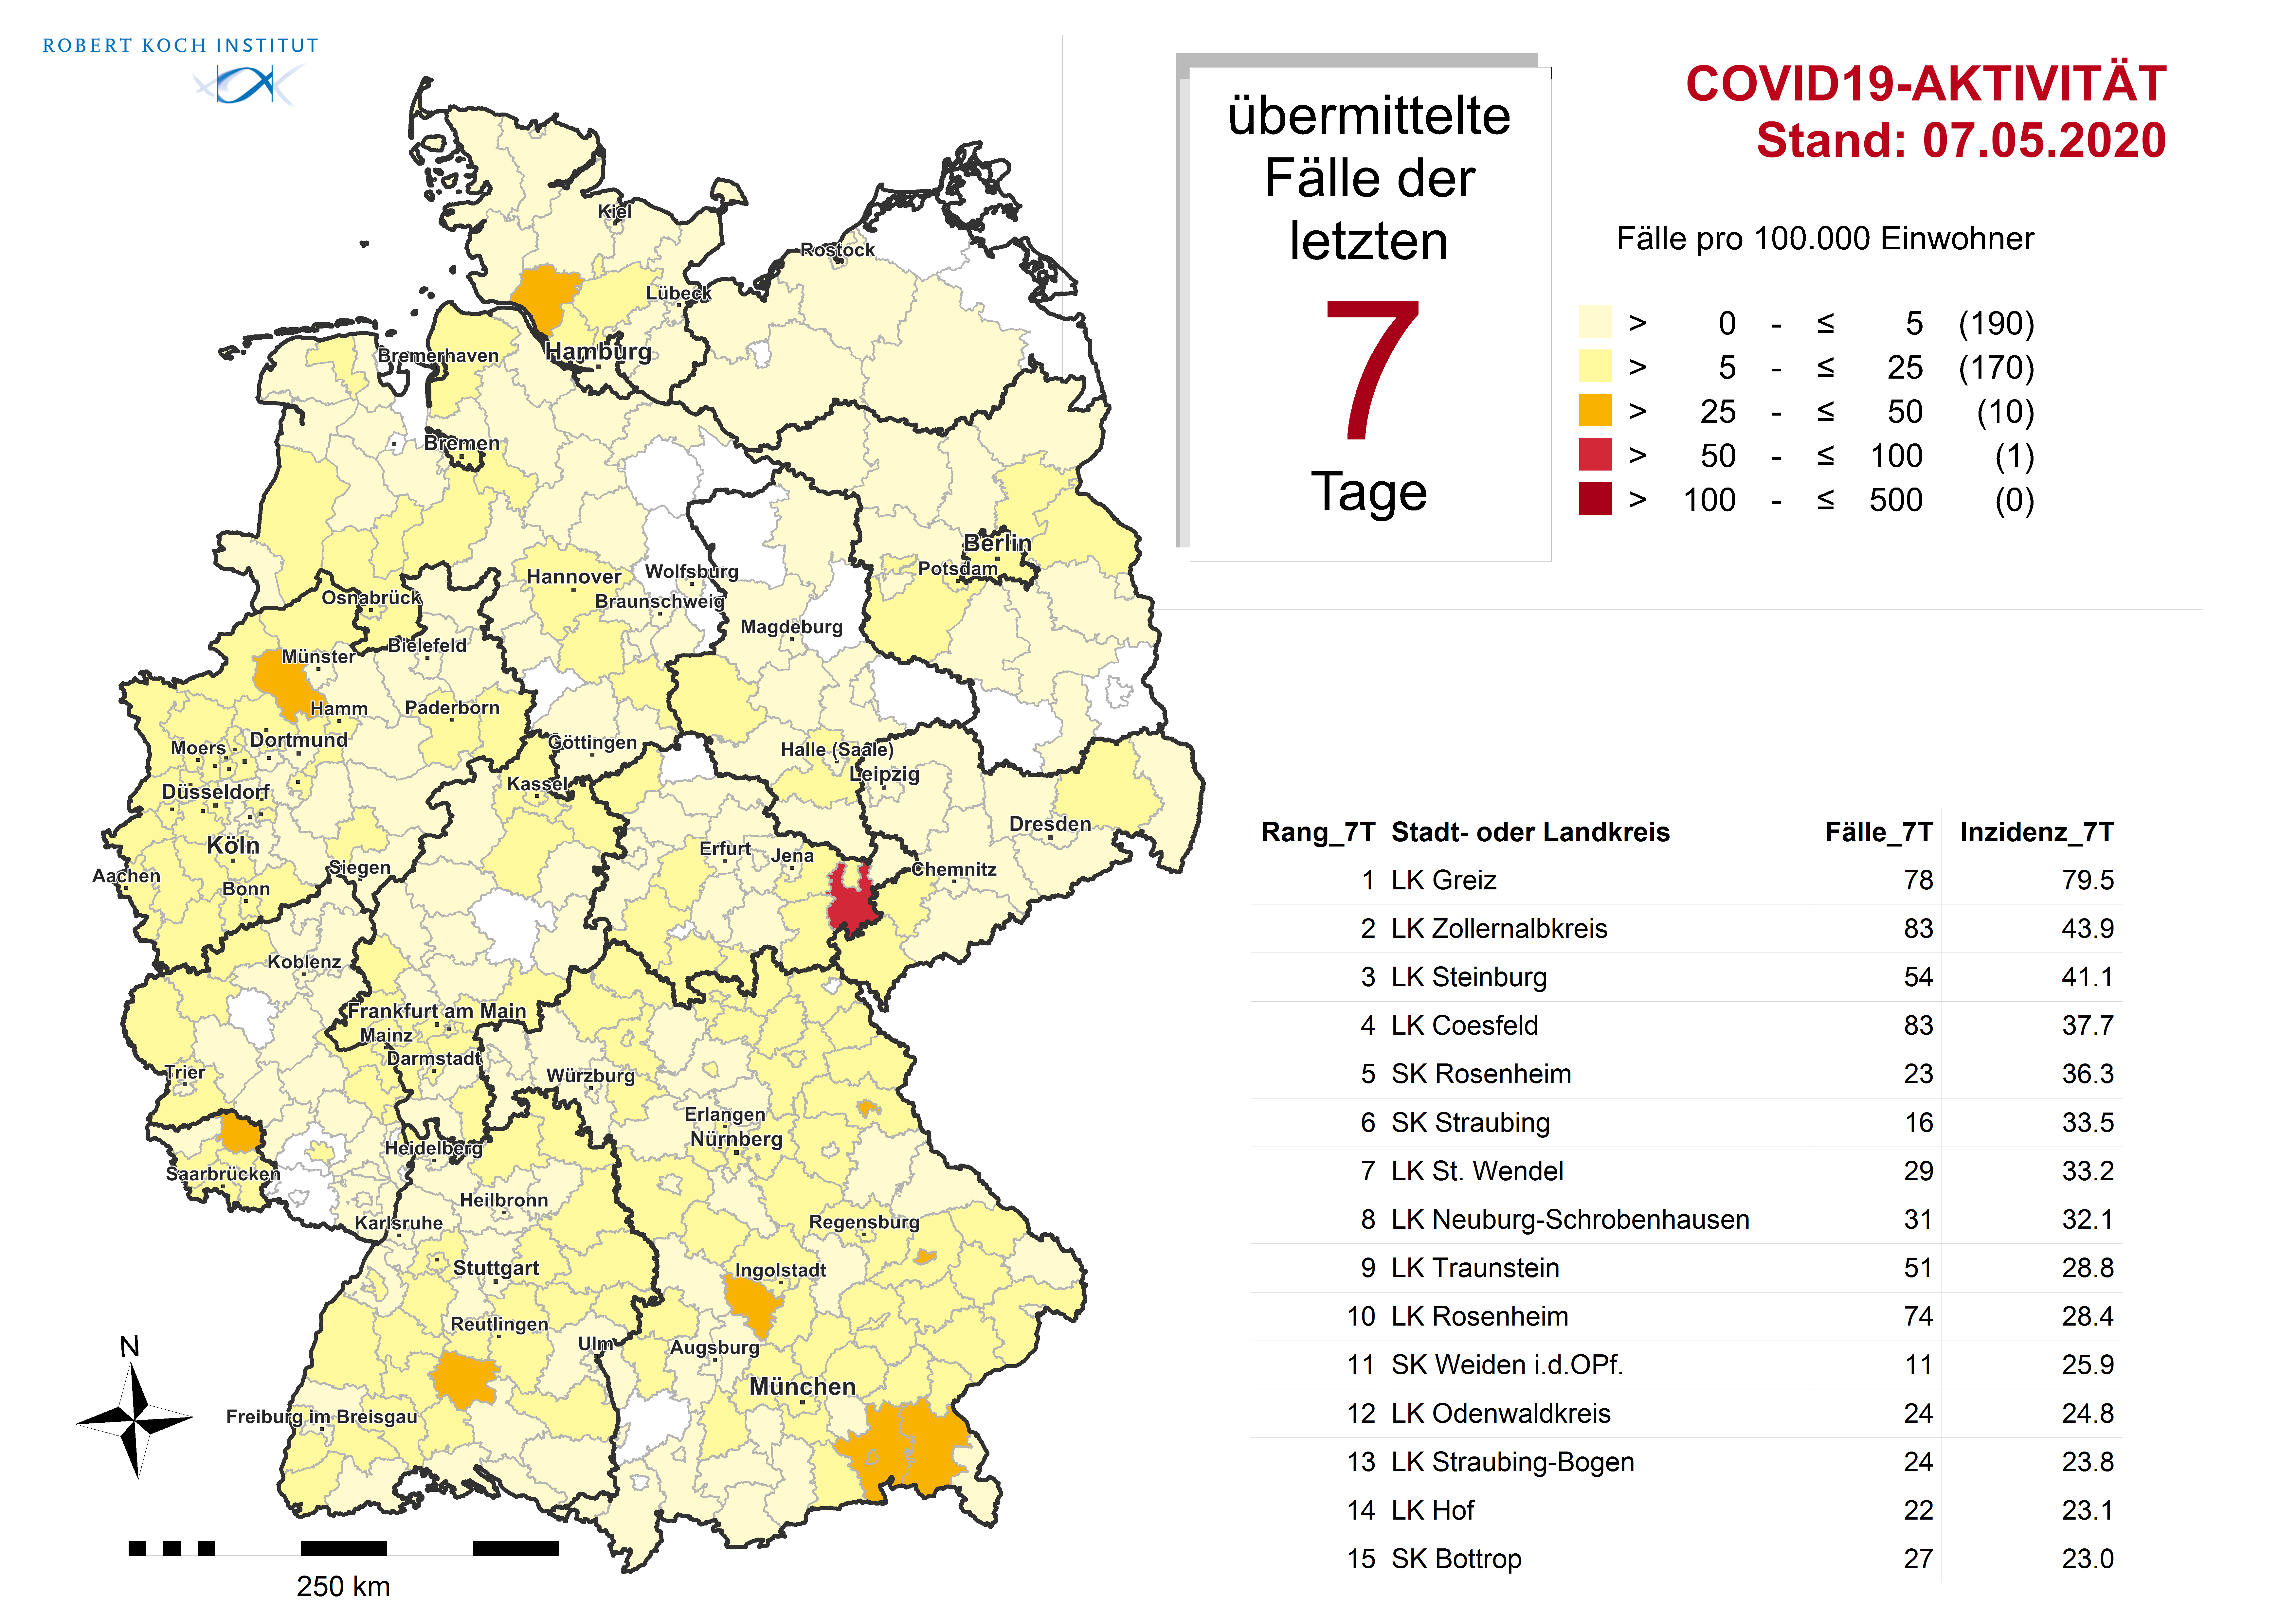 ROBERT KOCH INSTITUT
übermittelte
Fälle der
letzten
7
Tage
COVID19-AKTIVITÄT
Stand: 07.05.2020
Fälle pro 100.000 Einwohner
> 0 - ≤ 5 (190)
> 5 - ≤ 25 (170)
> 25 - ≤ 50 (10)
> 50 - ≤ 100 (1)
> 100 - ≤ 500 (0)
Kiel
Rostock
Lübeck
Hamburg
Bremerhaven
Bremen
Berlin
Potsdam
Hannover
Wolfsburg
Braunschweig
Osnabrück
Magdeburg
Bielefeld
Münster
Hamm
Paderborn
Dortmund
Moers
Göttingen
Halle (Saale)
Leipzig
Kassel
Düsseldorf
Dresden
Köln
Erfurt
Jena
Chemnitz
Siegen
Aachen
Bonn
Koblenz
Frankfurt am Main
Mainz
Darmstadt
Trier
Würzburg
Erlangen
Nürnberg
Heidelberg
Saarbrücken
Heilbronn
Karlsruhe
Regensburg
Stuttgart
Ingolstadt
Reutlingen
Ulm
Augsburg
München
Freiburg im Breisgau
N
250 km
Rang_7T Stadt- oder Landkreis Fälle_7T Inzidenz_7T
1 LK Greiz 78 79.5
2 LK Zollernalbkreis 83 43.9
3 LK Steinburg 54 41.1
4 LK Coesfeld 83 37.7
5 SK Rosenheim 23 36.3
6 SK Straubing 16 33.5
7 LK St. Wendel 29 33.2
8 LK Neuburg-Schrobenhausen 31 32.1
9 LK Traunstein 51 28.8
10 LK Rosenheim 74 28.4
11 SK Weiden i.d.OPf. 11 25.9
12 LK Odenwaldkreis 24 24.8
13 LK Straubing-Bogen 24 23.8
14 LK Hof 22 23.1
15 SK Bottrop 27 23.0